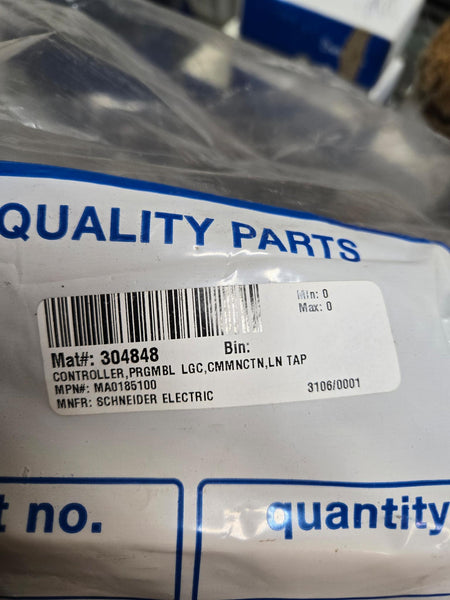 QUALITY PARTS
Min: 0
Max: 0
Mat#: 304848 Bin:
CONTROLLER,PRGMBL LGC,CMMNCTN,LN TAP
MPN#: MA0185100 3106/0001
MNFR: SCHNEIDER ELECTRIC
t no. quantity